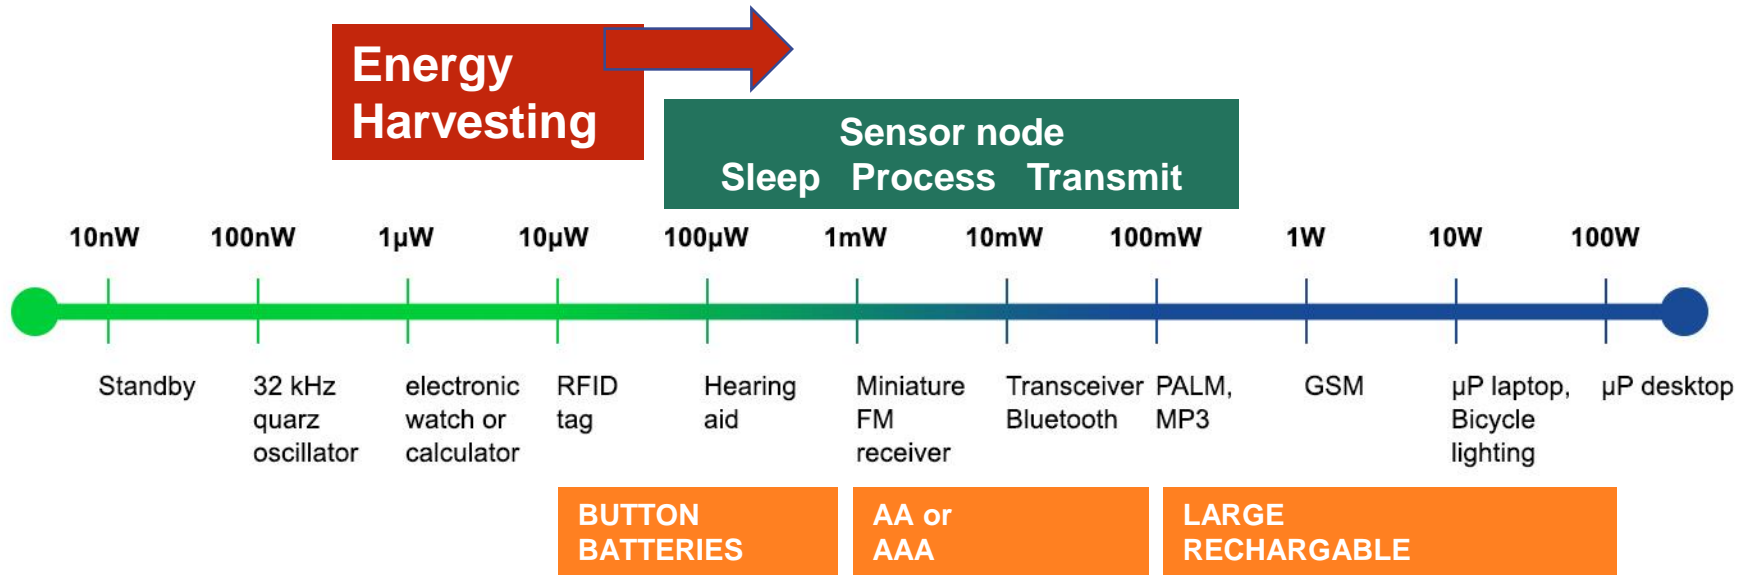 Energy
Harvesting
Sensor node
Sleep Process Transmit
10nW 100nW 1µW 10µW 100µW 1mW 10mW 100mW 1W 10W 100W
Standby
32 kHz
quarz
oscillator
electronic
watch or
calculator
RFID
tag
Hearing
aid
Miniature
FM
receiver
Transceiver
Bluetooth
PALM,
MP3
GSM
µP laptop,
Bicycle
lighting
µP desktop
BUTTON
BATTERIES
AA or
AAA
LARGE
RECHARGABLE